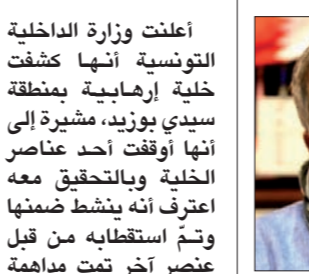 أعلنت وزارة الداخلية
التونسية أنها كشفت
خلية إرهابية بمنطقة
سيدي بوزيد، مشيرة إلى
أنها أوقفت أحد عناصر
الخلية وبالتحقيق معه
اعترف أنه ينشط ضمنها
وتمّ استقطابه من قبل
عنصر آخر تمت مداهمة